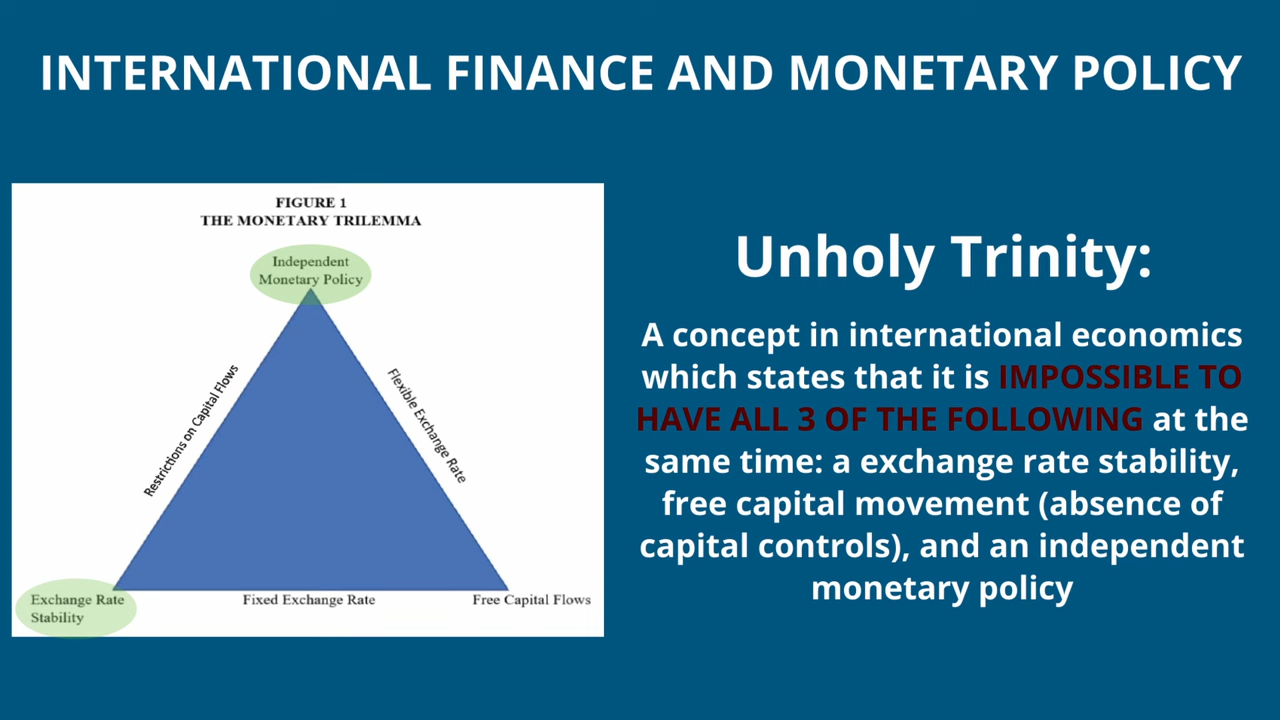 INTERNATIONAL FINANCE AND MONETARY POLICY
FIGURE 1
THE MONETARY TRILEMMA
Independent
Monetary Policy
Restrictions on Capital Flows
Flexible Exchange Rate
Exchange Rate
Stability
Fixed Exchange Rate
Free Capital Flows
Unholy Trinity:
A concept in international economics
which states that it is IMPOSSIBLE TO
HAVE ALL 3 OF THE FOLLOWING at the
same time: a exchange rate stability,
free capital movement (absence of
capital controls), and an independent
monetary policy